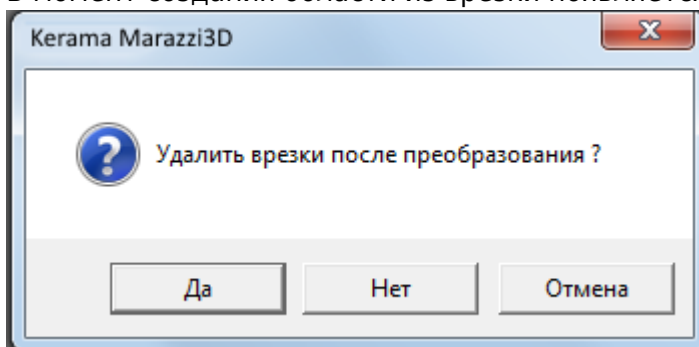 Kerama Marazzi3D
Удалить врезки после преобразования ?
Да
Нет
Отмена